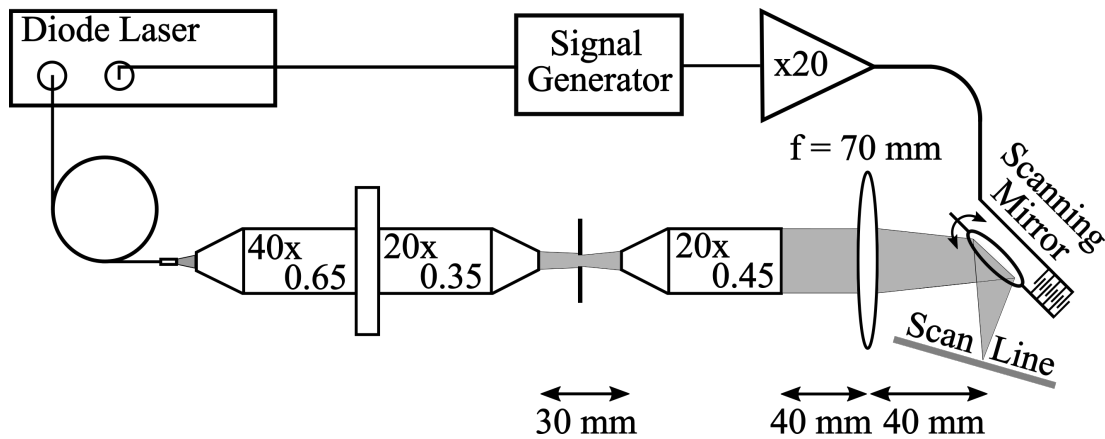 Diode Laser
Signal
Generator
x20
f = 70 mm
Scanning
Mirror
40x
0.65
20x
0.35
20x
0.45
Scan Line
30 mm
40 mm
40 mm